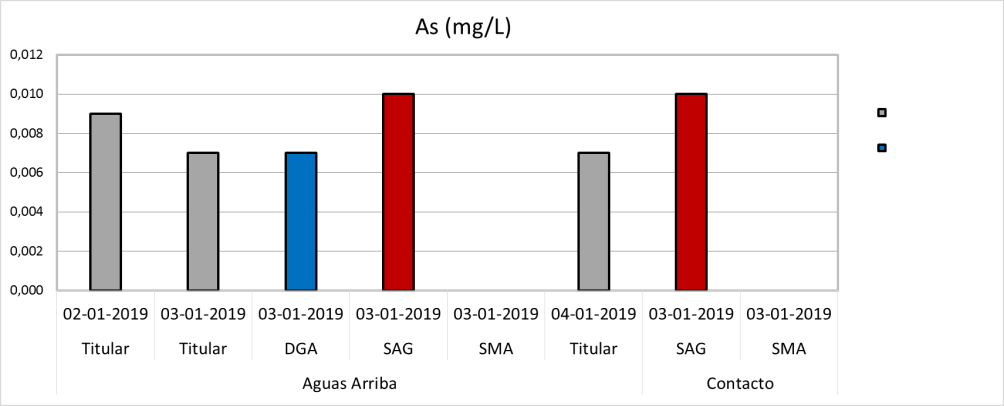 As (mg/L)
0,012
0,010
0,008
0,006
0,004
0,002
0,000
02-01-2019 03-01-2019 03-01-2019 03-01-2019 03-01-2019 04-01-2019 03-01-2019 03-01-2019
Titular Titular DGA SAG SMA Titular SAG SMA
Aguas Arriba Contacto